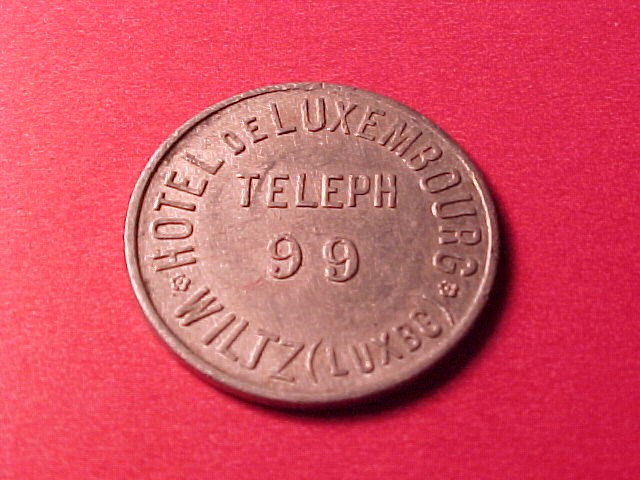 HOTEL DE LUXEMBOURG
TELEPH
99
WILTZ (LUXBG)